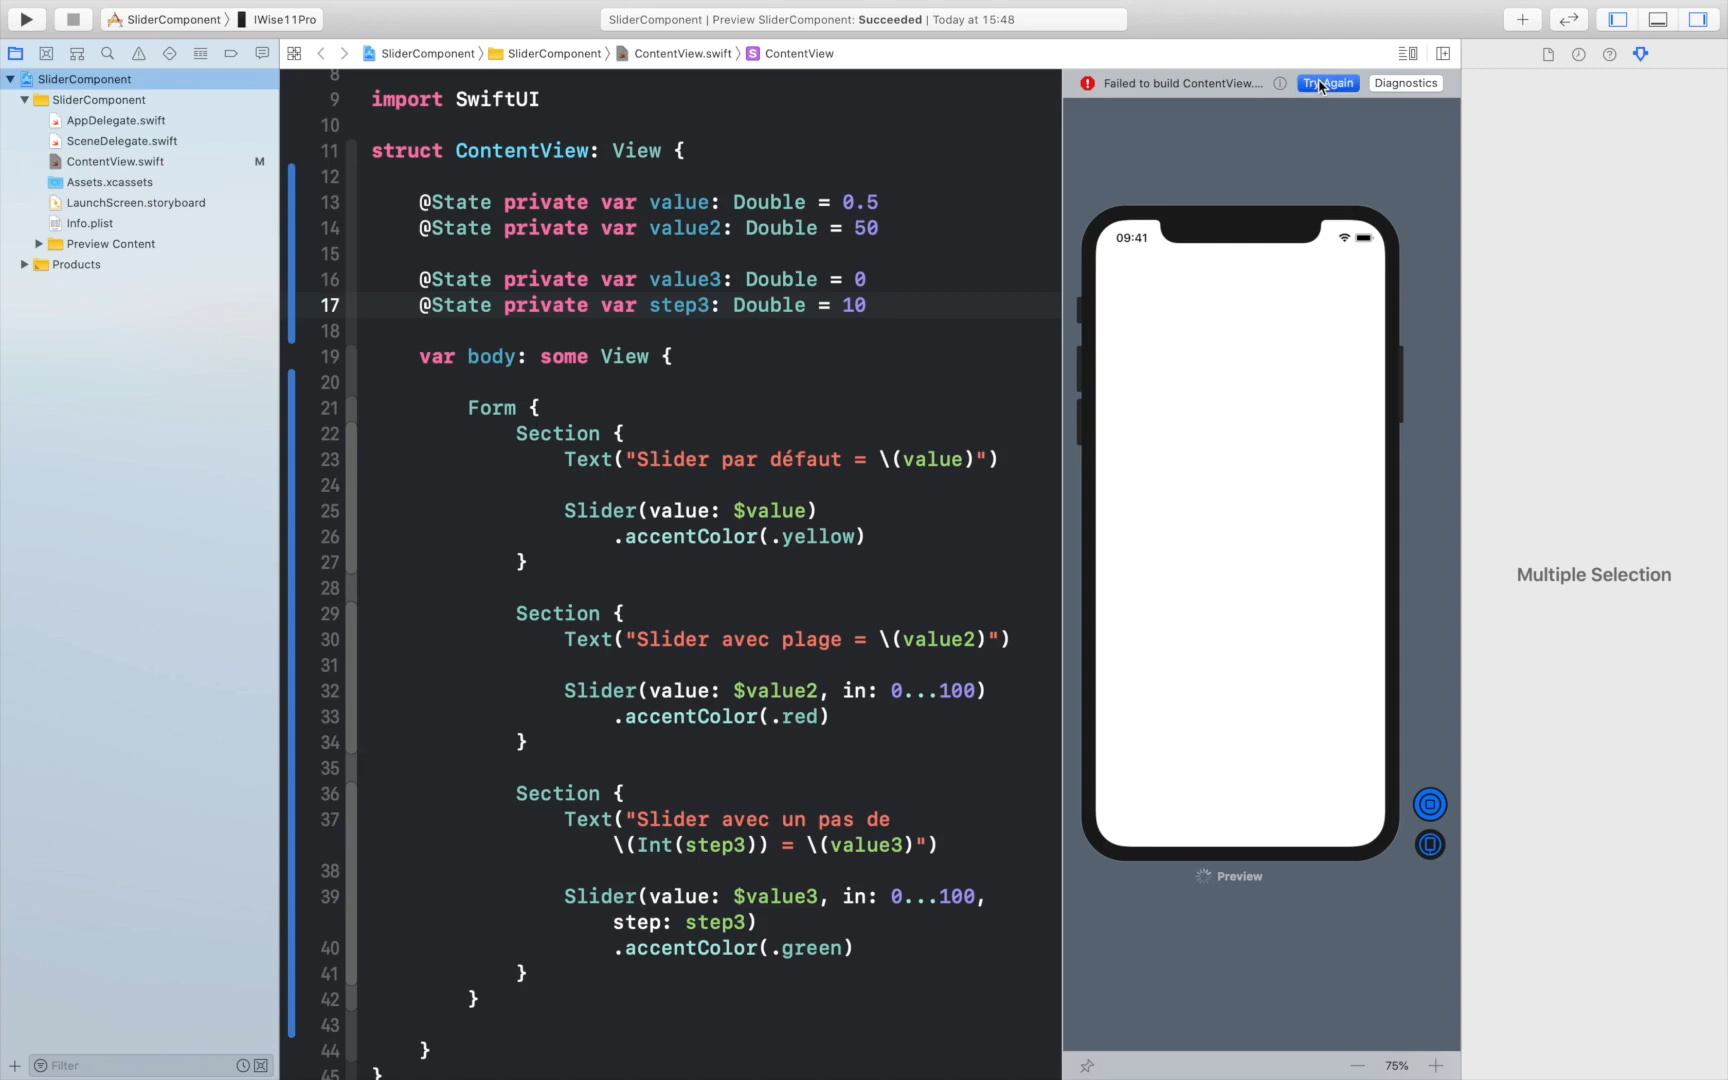 SliderComponent 〉 IWise11Pro
SliderComponent | Preview SliderComponent: Succeeded | Today at 15:48
SliderComponent 〉 SliderComponent 〉 ContentView.swift 〉 S ContentView
SliderComponent
SliderComponent
AppDelegate.swift
SceneDelegate.swift
ContentView.swift M
Assets.xcassets
LaunchScreen.storyboard
Info.plist
Preview Content
Products
Filter
8
9 import SwiftUI
10
11 struct ContentView: View {
12
13 @State private var value: Double = 0.5
14 @State private var value2: Double = 50
15
16 @State private var value3: Double = 0
17 @State private var step3: Double = 10
18
19 var body: some View {
20
21 Form {
22 Section {
23 Text("Slider par défaut = \(value)")
24
25 Slider(value: $value)
26 .accentColor(.yellow)
27 }
28
29 Section {
30 Text("Slider avec plage = \(value2)")
31
32 Slider(value: $value2, in: 0...100)
33 .accentColor(.red)
34 }
35
36 Section {
37 Text("Slider avec un pas de
\(Int(step3)) = \(value3)")
38
39 Slider(value: $value3, in: 0...100,
step: step3)
40 .accentColor(.green)
41 }
42 }
43
44 }
45 }
Failed to build ContentView.... Try Again Diagnostics
09:41
Preview
75%
Multiple Selection